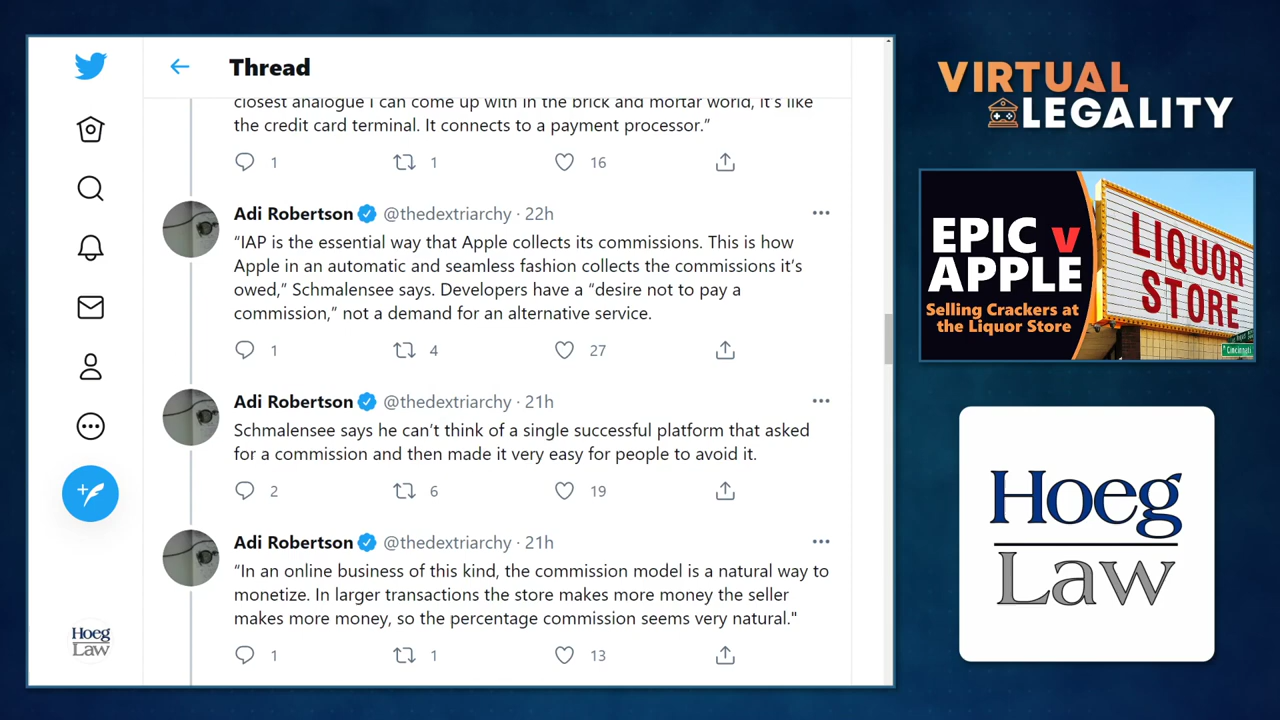 Thread
closest analogue I can come up with in the brick and mortar world, it's like
the credit card terminal. It connects to a payment processor.”
1 1 16
Adi Robertson @thedextriarchy · 22h
“IAP is the essential way that Apple collects its commissions. This is how
Apple in an automatic and seamless fashion collects the commissions it’s
owed,” Schmalensee says. Developers have a “desire not to pay a
commission,” not a demand for an alternative service.
1 4 27
Adi Robertson @thedextriarchy · 21h
Schmalensee says he can’t think of a single successful platform that asked
for a commission and then made it very easy for people to avoid it.
2 6 19
Adi Robertson @thedextriarchy · 21h
“In an online business of this kind, the commission model is a natural way to
monetize. In larger transactions the store makes more money the seller
makes more money, so the percentage commission seems very natural."
1 1 13
Hoeg
Law
VIRTUAL
LEGALITY
EPIC v
APPLE
Selling Crackers at
the Liquor Store
LIQUOR
STORE
Cincinnati
Hoeg
Law